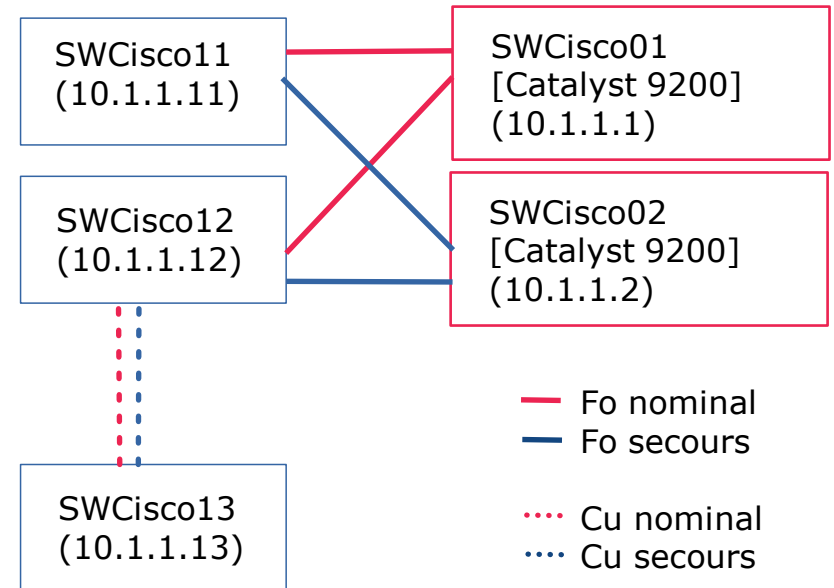 SWCisco11
(10.1.1.11)
SWCisco01
[Catalyst 9200]
(10.1.1.1)
SWCisco12
(10.1.1.12)
SWCisco02
[Catalyst 9200]
(10.1.1.2)
SWCisco13
(10.1.1.13)
Fo nominal
Fo secours
Cu nominal
Cu secours